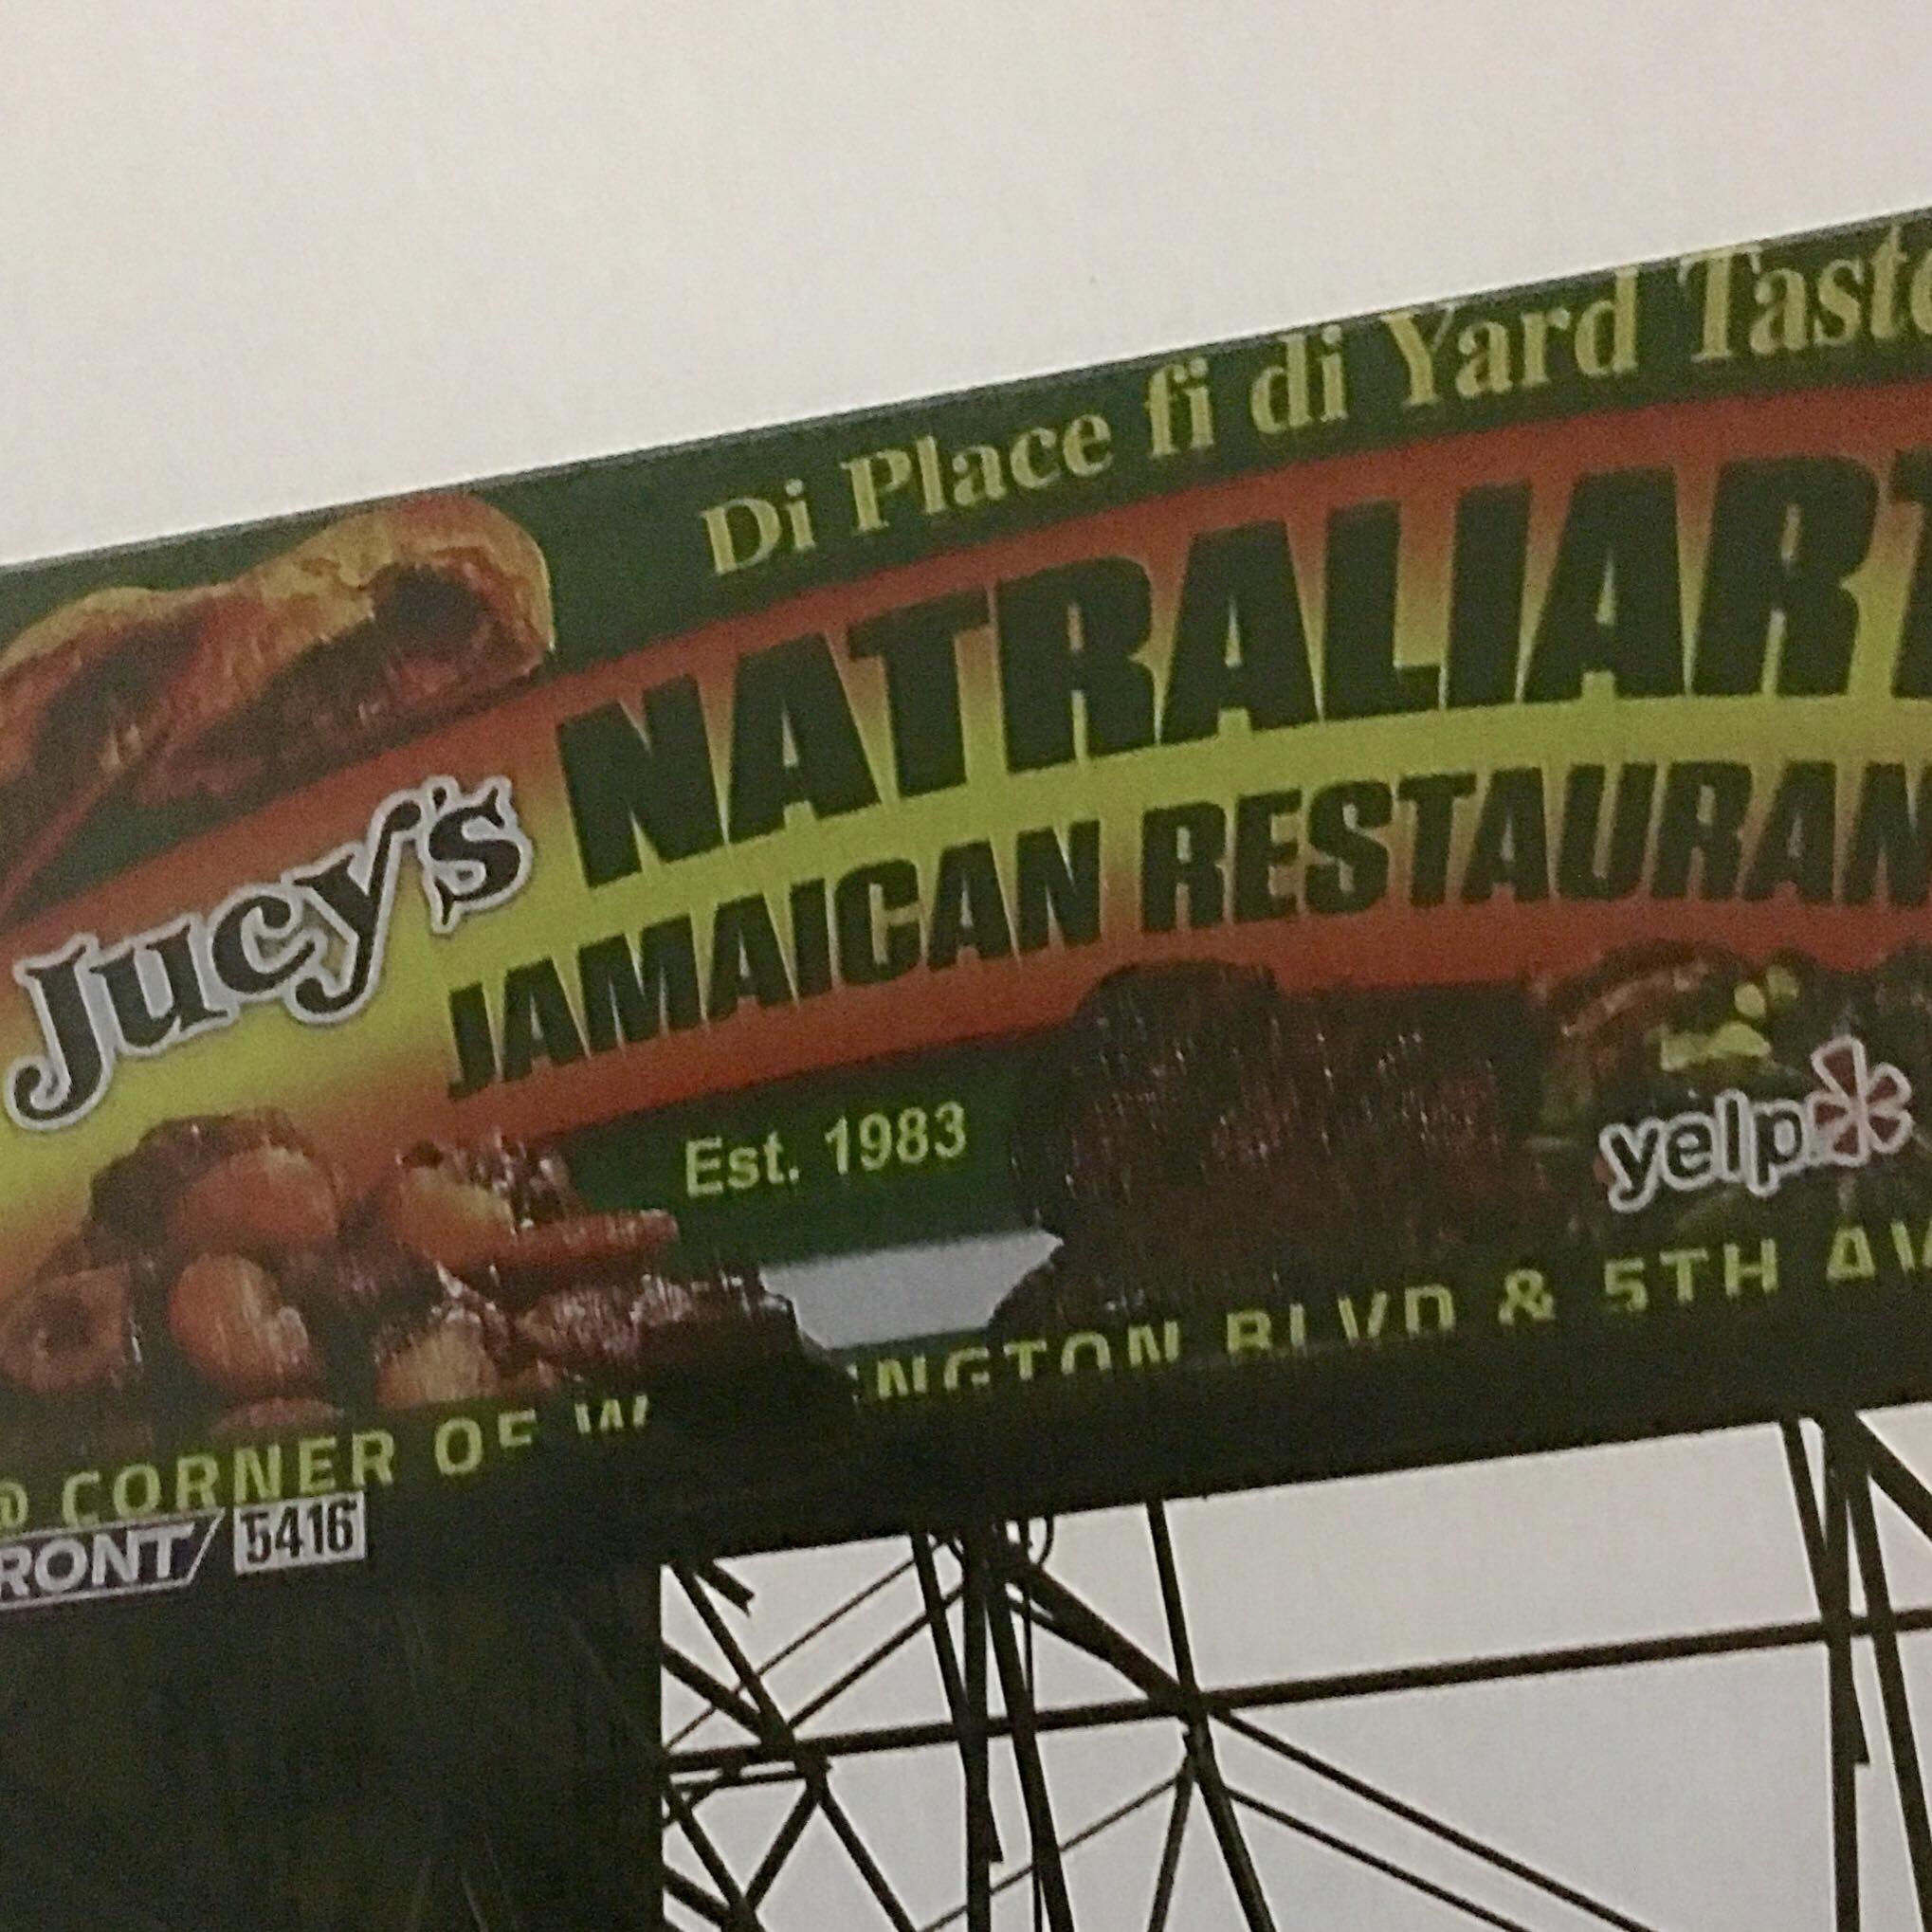 Di Place fi di Yard Taste
Jucy's NATRALIART
JAMAICAN RESTAURAN
Est. 1983
yelp
@ CORNER OF W NGTON BLVD & 5TH AV
RONT 5416